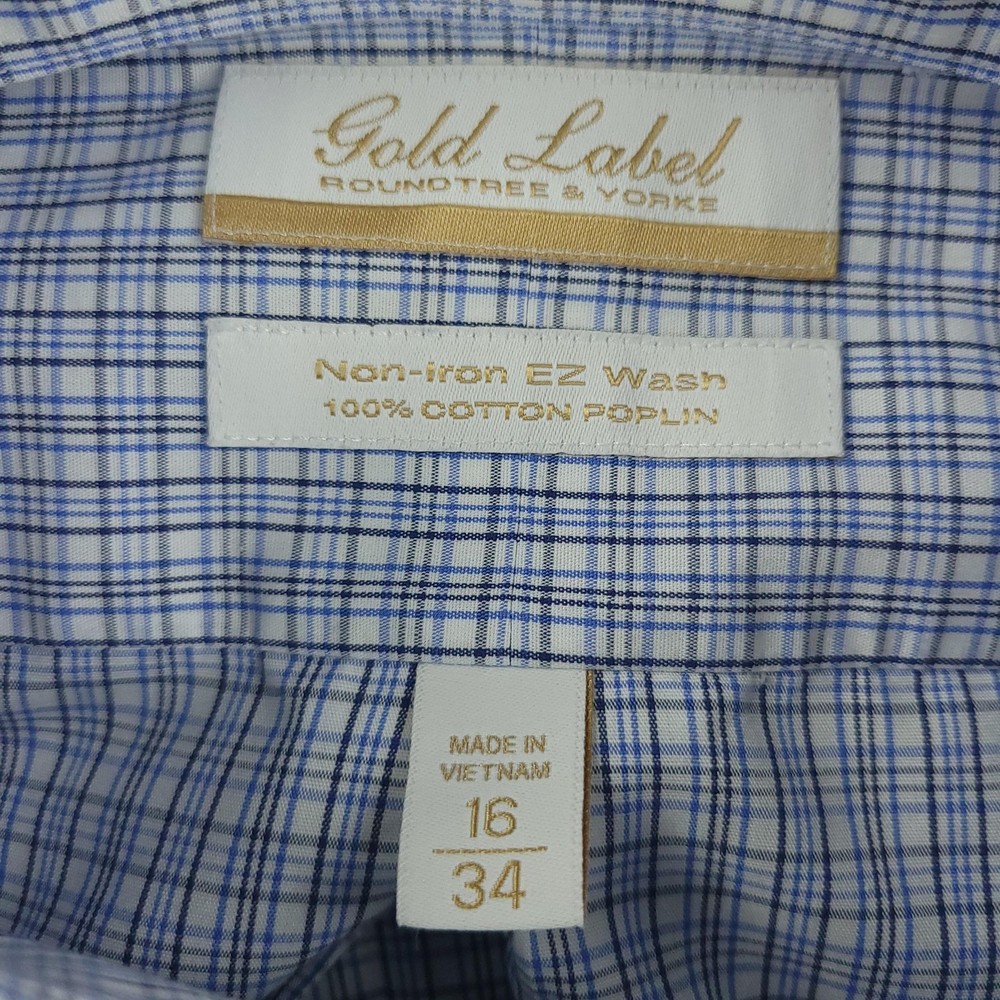 Gold Label
ROUNDTREE & YORKE
Non-iron EZ Wash
100% COTTON POPLIN
MADE IN
VIETNAM
16
34